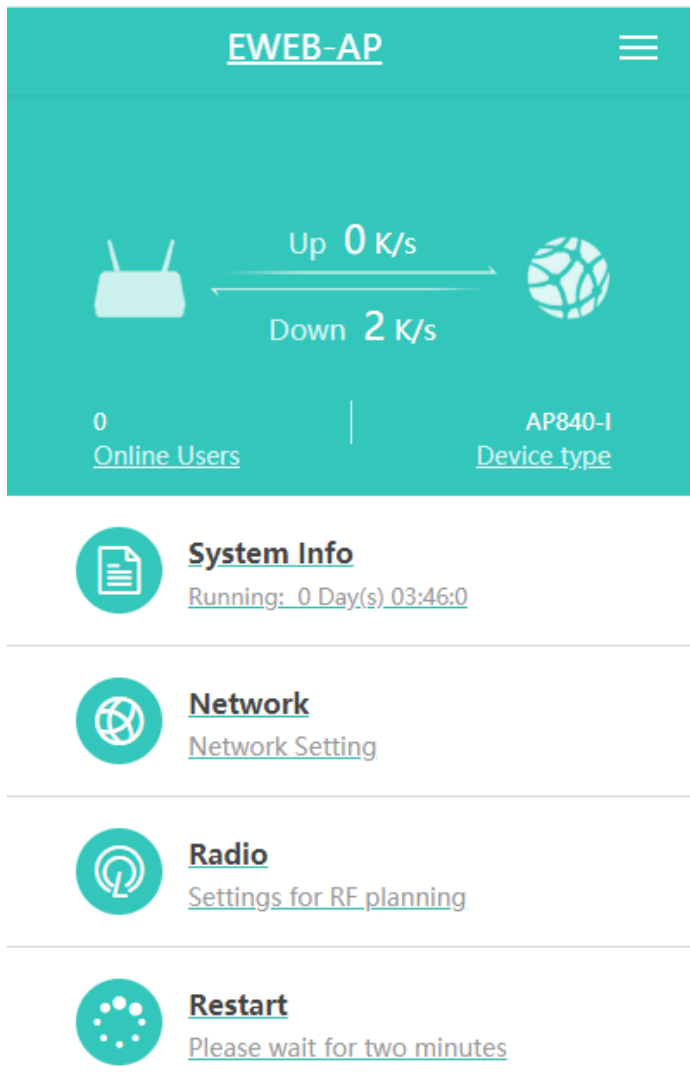 EWEB-AP
Up 0 K/s
Down 2 K/s
0
Online Users
AP840-I
Device type
System Info
Running: 0 Day(s) 03:46:0
Network
Network Setting
Radio
Settings for RF planning
Restart
Please wait for two minutes